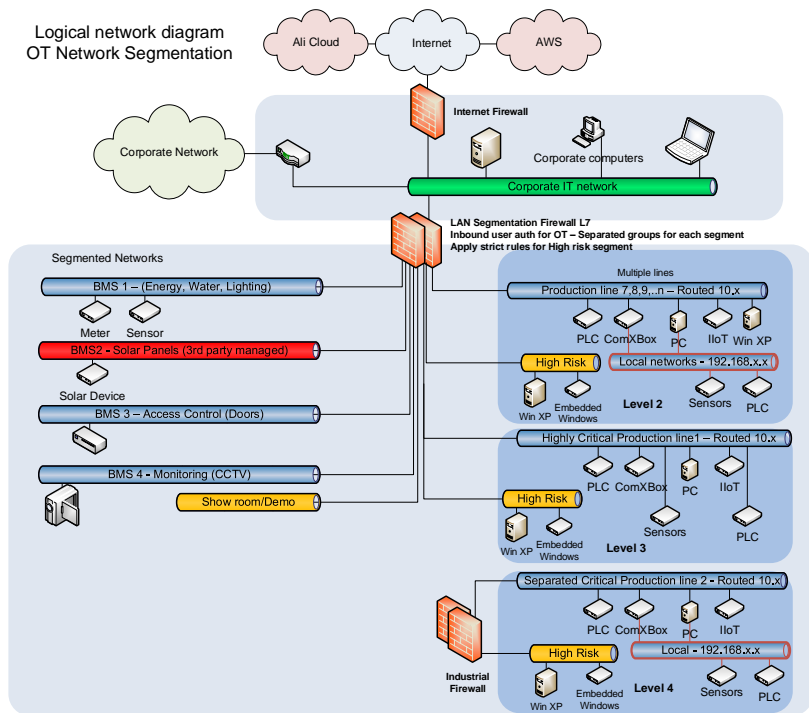 Logical network diagram
OT Network Segmentation
Ali Cloud
Internet
AWS
Internet Firewall
Corporate Network
Corporate computers
Corporate IT network
LAN Segmentation Firewall L7
Inbound user auth for OT – Separated groups for each segment
Apply strict rules for High risk segment
Segmented Networks
BMS 1 – (Energy, Water, Lighting)
Meter
Sensor
BMS2 - Solar Panels (3rd party managed)
Solar Device
BMS 3 – Access Control (Doors)
BMS 4 - Monitoring (CCTV)
Show room/Demo
Multiple lines
Production line 7,8,9,..n – Routed 10.x
PLC
ComXBox
PC
IIoT
Win XP
High Risk
Local networks - 192.168.x.x
Win XP
Embedded
Windows
Level 2
Sensors
PLC
Highly Critical Production line1 – Routed 10.x
PLC
ComXBox
PC
IIoT
High Risk
Win XP
Embedded
Windows
Sensors
Level 3
PLC
Separated Critical Production line 2 - Routed 10.x
PLC
ComXBox
PC
IIoT
Industrial
Firewall
High Risk
Local - 192.168.x.x
Win XP
Embedded
Windows
Level 4
Sensors
PLC